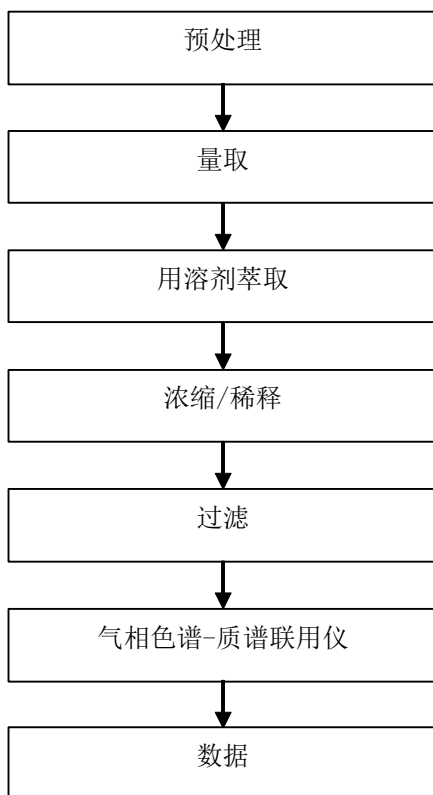 预处理
量取
用溶剂萃取
浓缩/稀释
过滤
气相色谱-质谱联用仪
数据